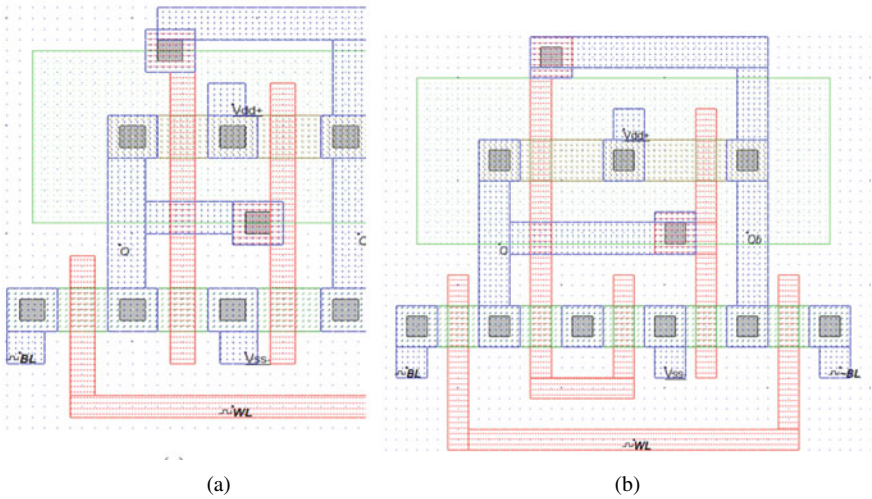 Vdd+
Q
BL
Vss-
WL
(a)
Vdd+
Q
Qb
BL
Vss-
~BL
WL
(b)